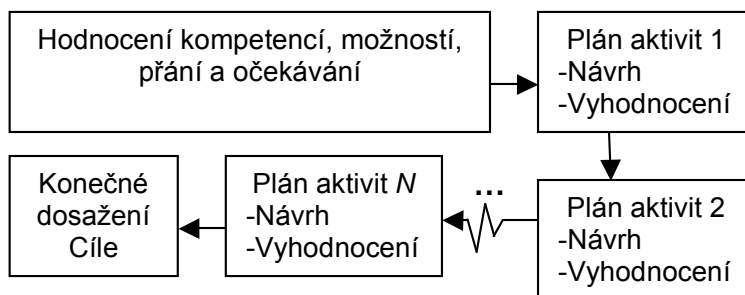 Hodnocení kompetencí, možností,
přání a očekávání
Plán aktivit 1
-Návrh
-Vyhodnocení
Plán aktivit 2
-Návrh
-Vyhodnocení
...
Plán aktivit N
-Návrh
-Vyhodnocení
Konečné
dosažení
Cíle